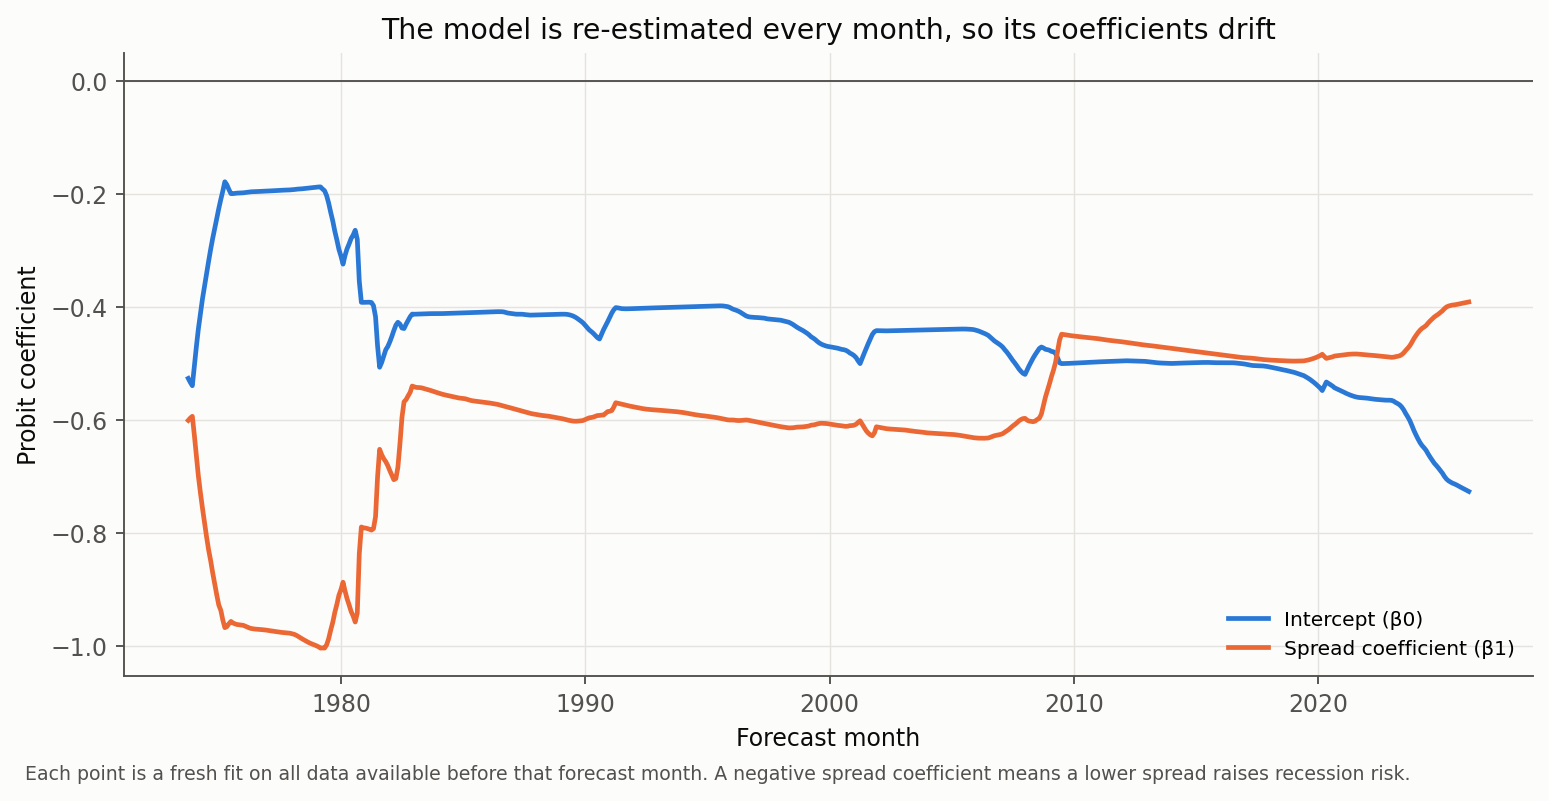 The model is re-estimated every month, so its coefficients drift
Probit coefficient
0.0
−0.2
−0.4
−0.6
−0.8
−1.0
Intercept (β0)
Spread coefficient (β1)
1980
1990
2000
2010
2020
Forecast month
Each point is a fresh fit on all data available before that forecast month. A negative spread coefficient means a lower spread raises recession risk.